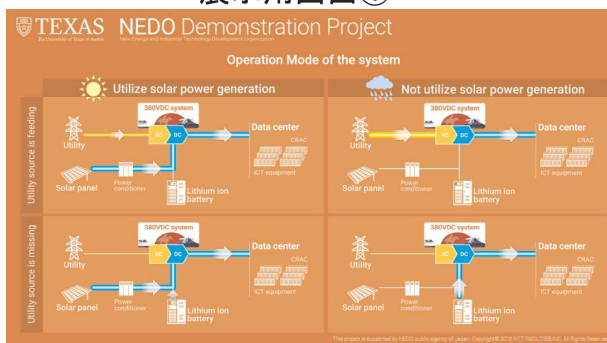 TEXAS NEDO Demonstration Project
The University of Texas at Austin
New Energy and Industrial Technology Development Organization
Operation Mode of the system
Utilize solar power generation
Not utilize solar power generation
Utility source is feeding
380VDC system
AC DC
Utility
Data center
CRAC
ICT equipment
Solar panel
Power
conditioner
Lithium ion
battery
380VDC system
AC DC
Utility
Data center
CRAC
ICT equipment
Solar panel
Power
conditioner
Lithium ion
battery
Utility source is missing
380VDC system
AC DC
Utility
Data center
CRAC
ICT equipment
Solar panel
Power
conditioner
Lithium ion
battery
380VDC system
AC DC
Utility
Data center
CRAC
ICT equipment
Solar panel
Power
conditioner
Lithium ion
battery
This project is supported by NEDO public agency of Japan, Copyright© 2016 NTT FACILITIES,INC. All Rights Reserved